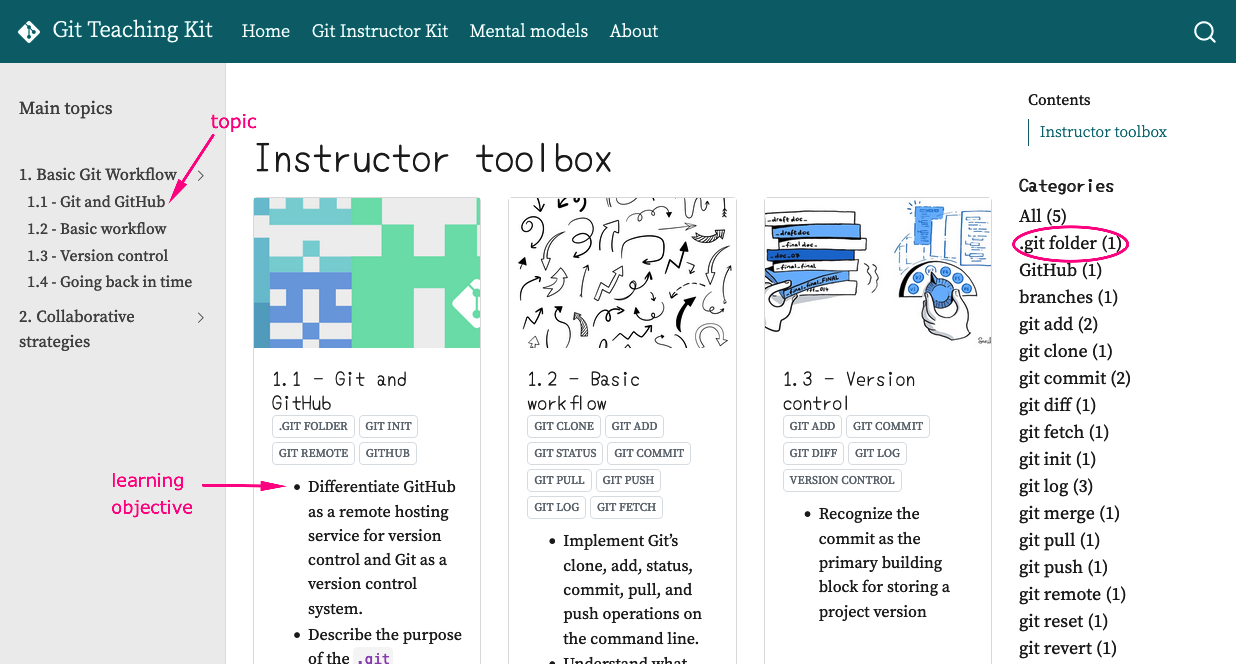 Git Teaching Kit
Home
Git Instructor Kit
Mental models
About
Main topics
topic
1. Basic Git Workflow
1.1 - Git and GitHub
1.2 - Basic workflow
1.3 - Version control
1.4 - Going back in time
2. Collaborative
strategies
learning
objective
Instructor toolbox
1.1 - Git and
GitHub
.GIT FOLDER GIT INIT
GIT REMOTE GITHUB
• Differentiate GitHub
as a remote hosting
service for version
control and Git as a
version control
system.
• Describe the purpose
of the .git
1.2 - Basic
workflow
GIT CLONE GIT ADD
GIT STATUS GIT COMMIT
GIT PULL GIT PUSH
GIT LOG GIT FETCH
• Implement Git’s
clone, add, status,
commit, pull, and
push operations on
the command line.
• Understand what
_draft doc_
_draft_doc
_final doc_
_doc_07
_final_final
1.3 - Version
control
GIT ADD GIT COMMIT
GIT DIFF GIT LOG
VERSION CONTROL
• Recognize the
commit as the
primary building
block for storing a
project version
Contents
Instructor toolbox
Categories
All (5)
.git folder (1)
GitHub (1)
branches (1)
git add (2)
git clone (1)
git commit (2)
git diff (1)
git fetch (1)
git init (1)
git log (3)
git merge (1)
git pull (1)
git push (1)
git remote (1)
git reset (1)
git revert (1)